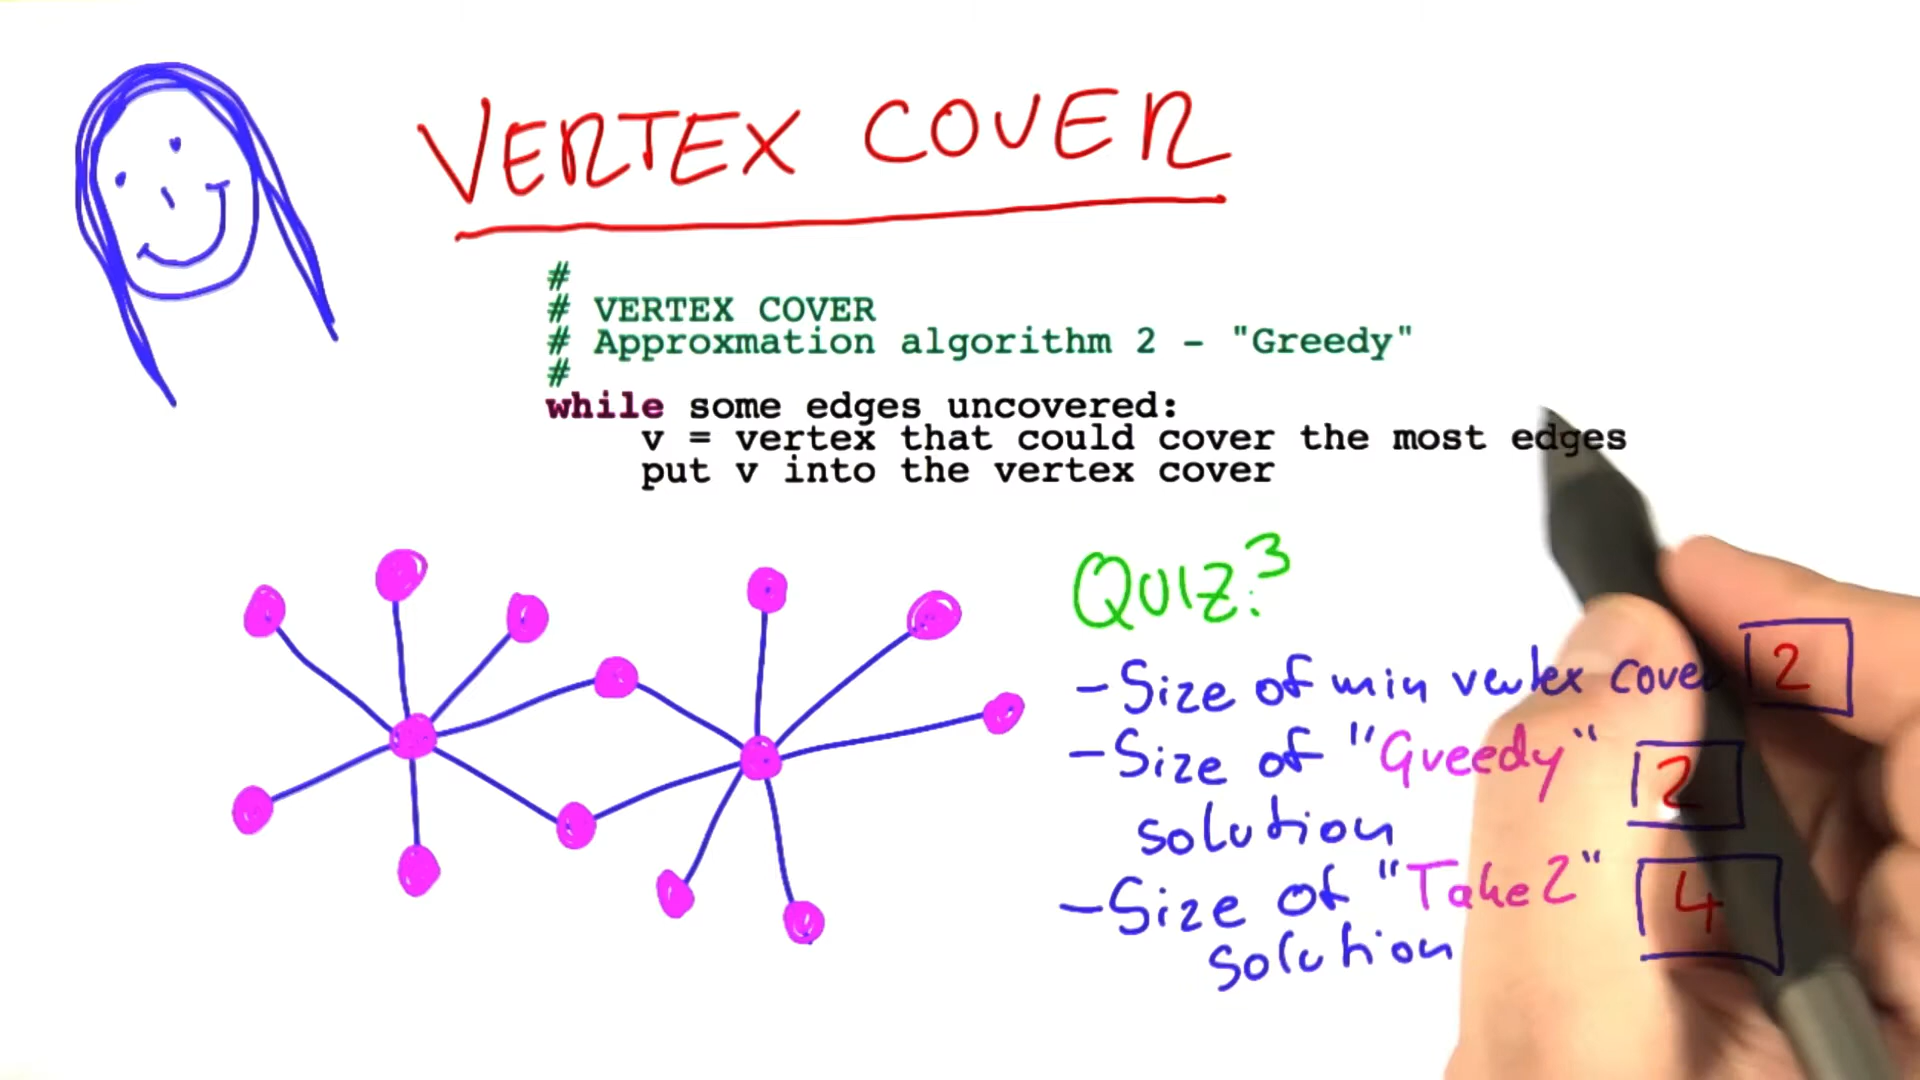 VERTEX COVER
#
# VERTEX COVER
# Approxmation algorithm 2 - "Greedy"
#
while some edges uncovered:
v = vertex that could cover the most edges
put v into the vertex cover
QUIZ?3
- Size of min vertex cover 2
- Size of "Greedy" 2
solution
- Size of "Take2" 4
solution